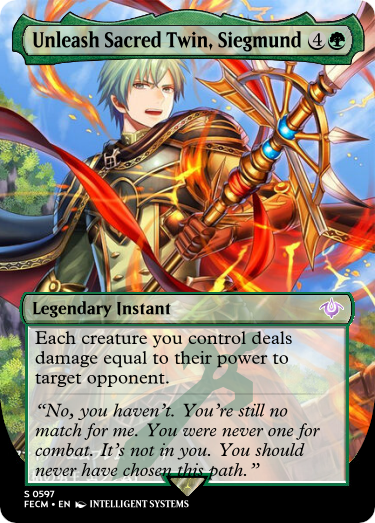 Unleash Sacred Twin, Siegmund 4
Legendary Instant
Each creature you control deals
damage equal to their power to
target opponent.
“No, you haven’t. You’re still no
match for me. You were never one for
combat. It’s not in you. You should
never have chosen this path.”
S 0597
FECM • EN INTELLIGENT SYSTEMS